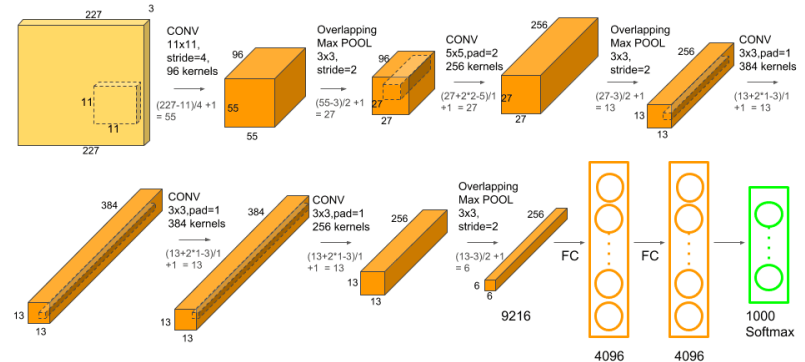 227
3
11
11
227
CONV
11x11,
stride=4,
96 kernels
(227-11)/4 +1
= 55
96
55
55
Overlapping
Max POOL
3x3,
stride=2
(55-3)/2 +1
= 27
96
27
27
CONV
5x5,pad=2
256 kernels
(27+2*2-5)/1
+1 = 27
256
27
27
Overlapping
Max POOL
3x3,
stride=2
(27-3)/2 +1
= 13
256
13
13
CONV
3x3,pad=1
384 kernels
(13+2*1-3)/1
+1 = 13
384
13
13
CONV
3x3,pad=1
384 kernels
(13+2*1-3)/1
+1 = 13
384
13
13
CONV
3x3,pad=1
256 kernels
(13+2*1-3)/1
+1 = 13
256
13
13
Overlapping
Max POOL
3x3,
stride=2
(13-3)/2 +1
= 6
256
6
6
9216
FC
4096
FC
4096
1000
Softmax